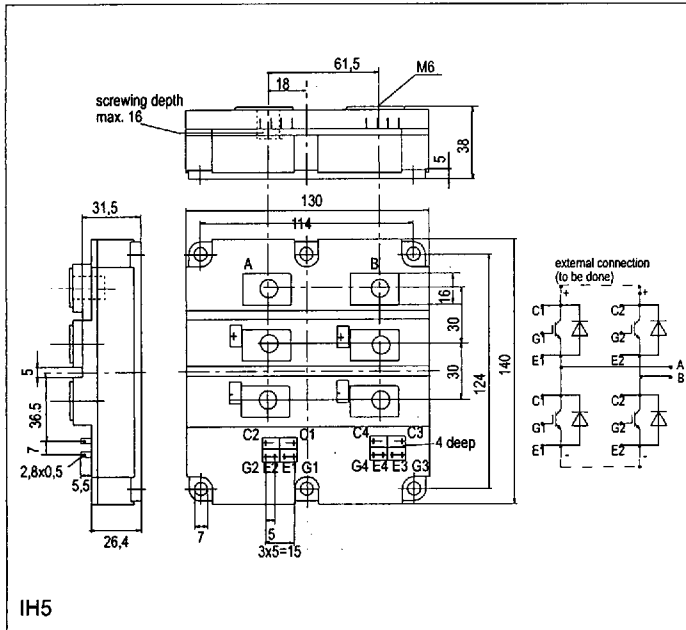 61,5
18
M6
screwing depth
max. 16
5
38
130
31,5
114
A
B
16
30
30
124
140
5
36.5
7
2,8x0,5
5,5
26,4
+
+
-
-
C2 C1 C4 C3
G2 E2 E1 G1 G4 E4 E3 G3
4 deep
7
5
3x5=15
external connection
(to be done)
+ +
C1 C2
G1 G2
E1 E2
A
B
C1 C2
G1 G2
E1 E2
- -
IH5